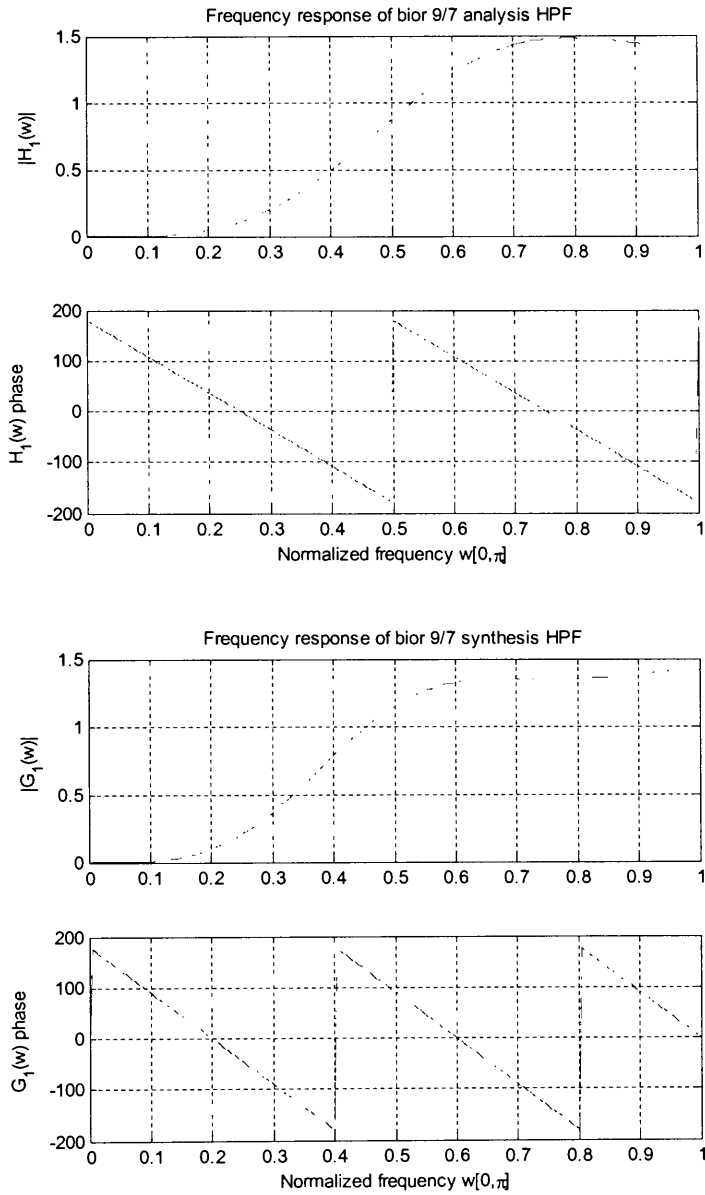 Frequency response of bior 9/7 analysis HPF
|H1(w)|
1.5
1
0.5
0
0 0.1 0.2 0.3 0.4 0.5 0.6 0.7 0.8 0.9 1
H1(w) phase
200
100
0
-100
-200
0 0.1 0.2 0.3 0.4 0.5 0.6 0.7 0.8 0.9 1
Normalized frequency w[0,π]
Frequency response of bior 9/7 synthesis HPF
|G1(w)|
1.5
1
0.5
0
0 0.1 0.2 0.3 0.4 0.5 0.6 0.7 0.8 0.9 1
G1(w) phase
200
100
0
-100
-200
0 0.1 0.2 0.3 0.4 0.5 0.6 0.7 0.8 0.9 1
Normalized frequency w[0,π]